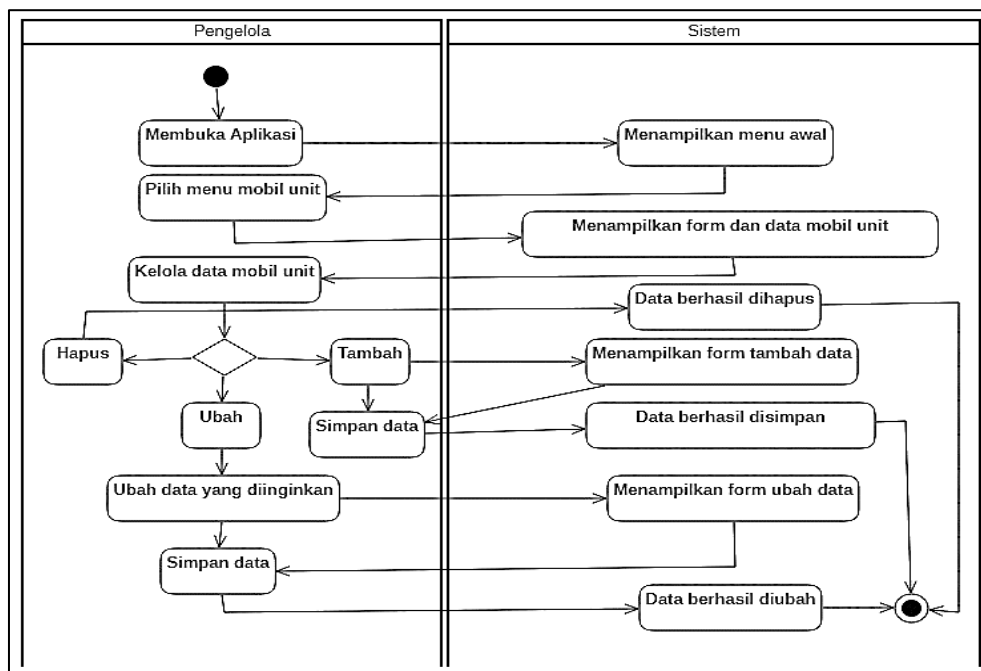 Pengelola
Sistem
Membuka Aplikasi
Menampilkan menu awal
Pilih menu mobil unit
Menampilkan form dan data mobil unit
Kelola data mobil unit
Data berhasil dihapus
Hapus
Tambah
Menampilkan form tambah data
Ubah
Simpan data
Data berhasil disimpan
Ubah data yang diinginkan
Menampilkan form ubah data
Simpan data
Data berhasil diubah